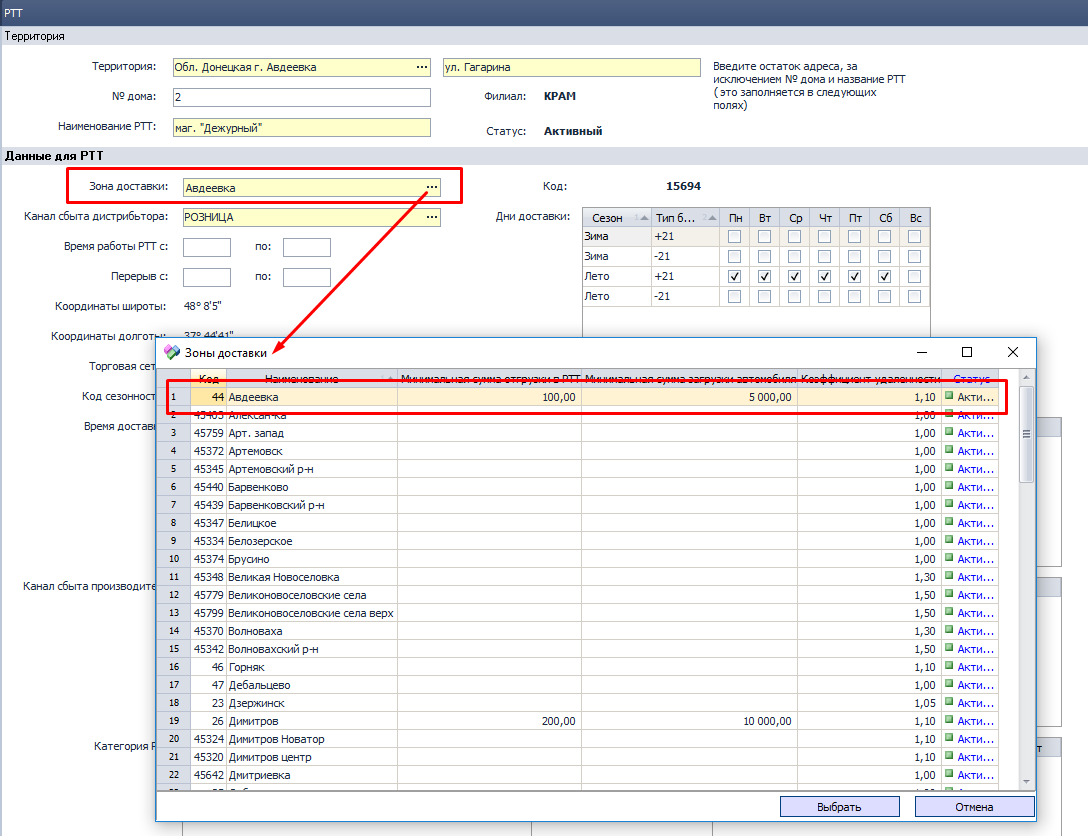 РТТ
Территория
Территория: Обл. Донецкая г. Авдеевка ... ул. Гагарина
Введите остаток адреса, за
исключением № дома и название РТТ
(это заполняется в следующих
полях)
№ дома: 2 Филиал: КРАМ
Наименование РТТ: маг. "Дежурный" Статус: Активный
Данные для РТТ
Зона доставки: Авдеевка ... Код: 15694
Канал сбыта дистрибьтора: РОЗНИЦА ... Дни доставки:
Сезон Тип б... Пн Вт Ср Чт Пт Сб Вс
Зима +21
Зима -21
Лето +21
Лето -21
Время работы РТТ с: по:
Перерыв с: по:
Координаты широты: 48° 8'5"
Координаты долготы: 37° 44'41"
Торговая сет
Код сезонност
Время достав
Канал сбыта производите
Категория Р
т
Зоны доставки
Код Наименование Минимальная сумма отгрузки в РТТ Минимальная сумма загрузки автомобиля Коэффициент удаленности Статус
1 44 Авдеевка 100,00 5 000,00 1,10 Акти...
2 45403 1,00 Акти...
3 45759 Арт. запад 1,00 Акти...
4 45372 Артемовск 1,00 Акти...
5 45345 Артемовский р-н 1,00 Акти...
6 45440 Барвенково 1,00 Акти...
7 45439 Барвенковский р-н 1,00 Акти...
8 45347 Белицкое 1,00 Акти...
9 45334 Белозерское 1,00 Акти...
10 45374 Брусино 1,00 Акти...
11 45348 Великая Новоселовка 1,30 Акти...
12 45779 Великоновоселовские села 1,50 Акти...
13 45799 Великоновоселовские села верх 1,50 Акти...
14 45370 Волноваха 1,30 Акти...
15 45342 Волновахский р-н 1,50 Акти...
16 46 Горняк 1,10 Акти...
17 47 Дебальцево 1,00 Акти...
18 23 Дзержинск 1,05 Акти...
19 26 Димитров 200,00 10 000,00 1,10 Акти...
20 45324 Димитров Новатор 1,10 Акти...
21 45320 Димитров центр 1,10 Акти...
22 45642 Дмитриевка 1,00 Акти...
Выбрать Отмена